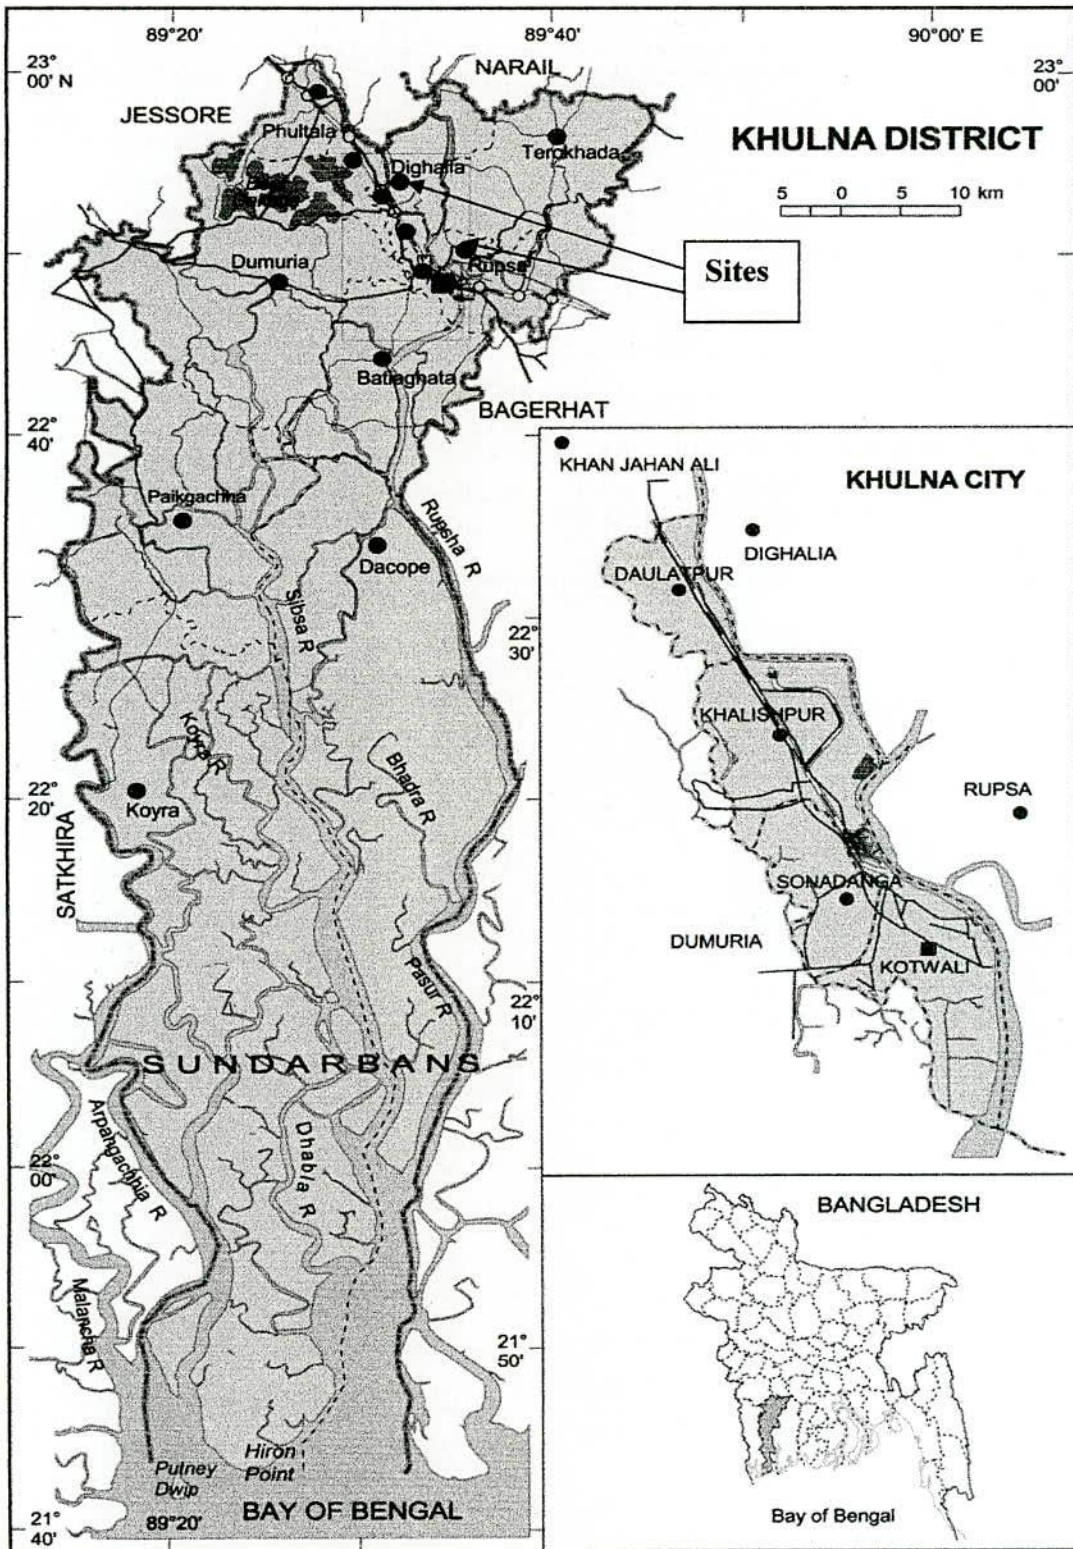 89°20'
89°40'
90°00' E
23°
00' N
23°
00'
NARAIL
JESSORE
KHULNA DISTRICT
Phultala
Terokhada
Dighalia
5 0 5 10 km
Sites
Dumuria
Rupsa
Batiaghata
BAGERHAT
22°
40'
KHAN JAHAN ALI
KHULNA CITY
Paikgachha
Rupsha R
DIGHALIA
Dacope
DAULATPUR
Sibsa R
22°
30'
Koyra R
KHALISHPUR
Bhadra R
22°
20'
Koyra
RUPSA
SATKHIRA
SONADANGA
DUMURIA
KOTWALI
Pasur R
22°
10'
SUNDARBANS
Arpangachhia R
Dhabla R
22°
00'
BANGLADESH
Malancha R
21°
50'
Hiron
Point
Putney
Dwip
BAY OF BENGAL
Bay of Bengal
21°
40'
89°20'